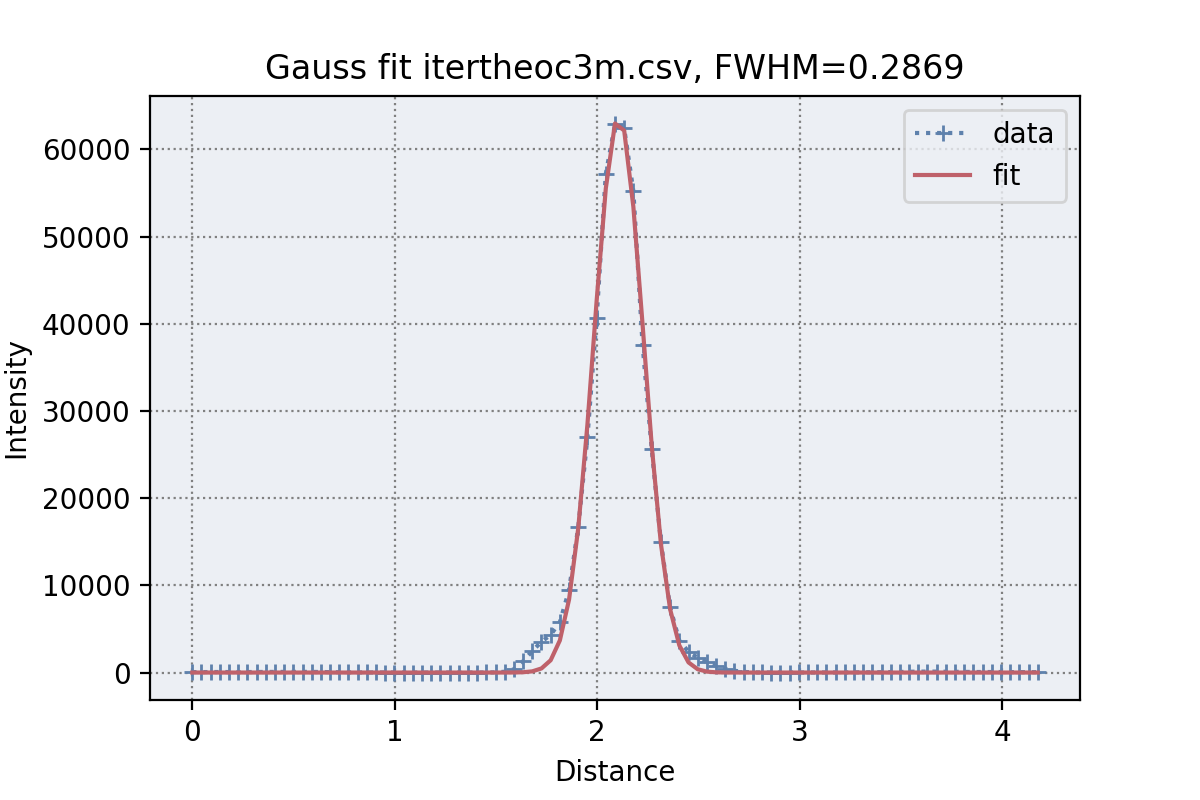 Gauss fit itertheoc3m.csv, FWHM=0.2869
data
fit
Intensity
60000
50000
40000
30000
20000
10000
0
0 1 2 3 4
Distance